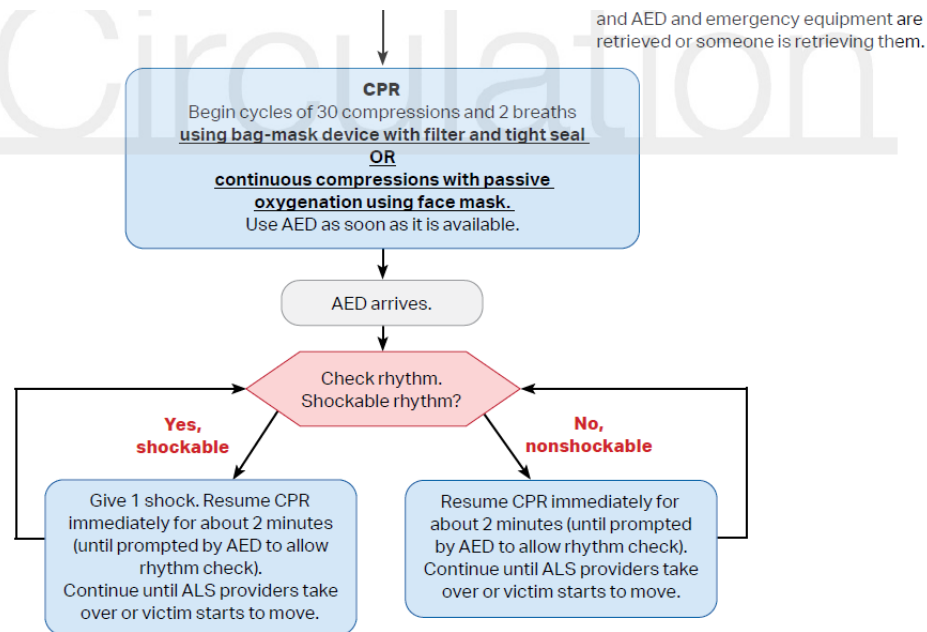 and AED and emergency equipment are
retrieved or someone is retrieving them.
Circulation
CPR
Begin cycles of 30 compressions and 2 breaths
using bag-mask device with filter and tight seal
OR
continuous compressions with passive
oxygenation using face mask.
Use AED as soon as it is available.
AED arrives.
Check rhythm.
Shockable rhythm?
Yes,
shockable
No,
nonshockable
Give 1 shock. Resume CPR
immediately for about 2 minutes
(until prompted by AED to allow
rhythm check).
Continue until ALS providers take
over or victim starts to move.
Resume CPR immediately for
about 2 minutes (until prompted
by AED to allow rhythm check).
Continue until ALS providers take
over or victim starts to move.